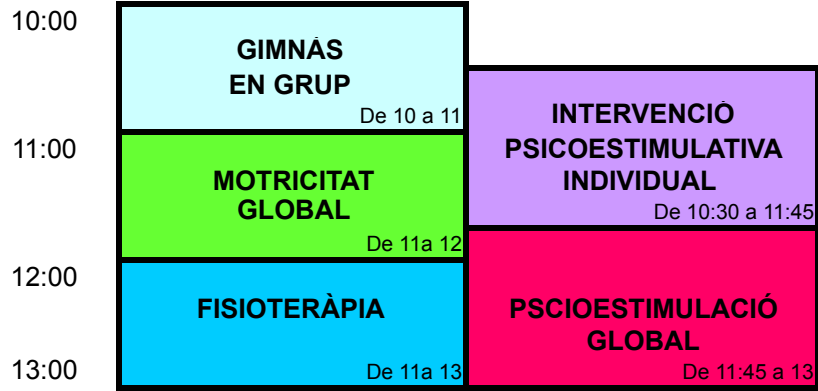 10:00
GIMNÀS
EN GRUP
De 10 a 11
11:00
MOTRICITAT
GLOBAL
De 11a 12
12:00
FISIOTERÀPIA
De 11a 13
13:00
INTERVENCIÓ
PSICOESTIMULATIVA
INDIVIDUAL
De 10:30 a 11:45
PSCIOESTIMULACIÓ
GLOBAL
De 11:45 a 13